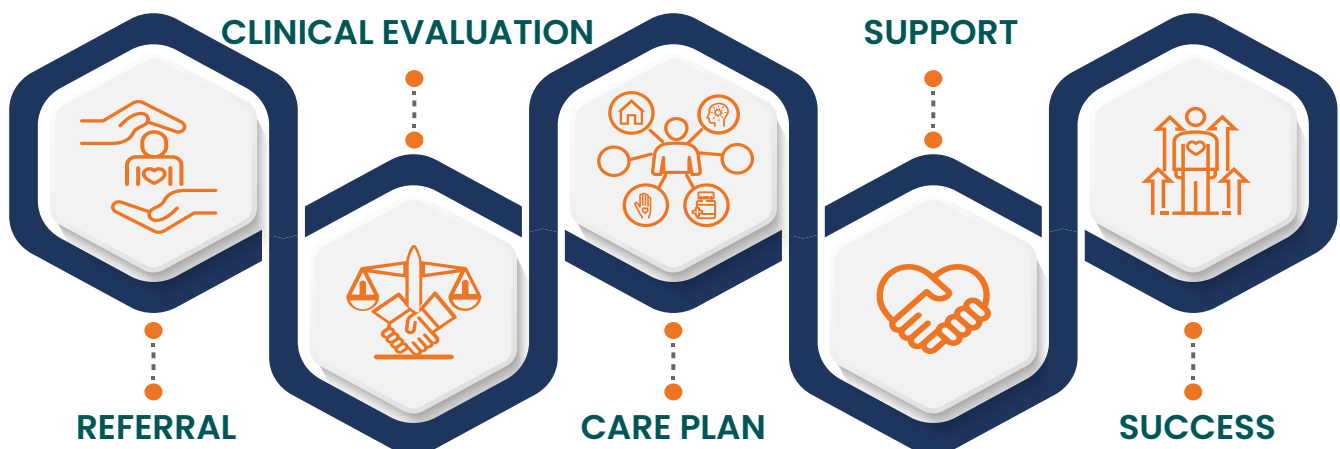 CLINICAL EVALUATION
SUPPORT
REFERRAL
CARE PLAN
SUCCESS